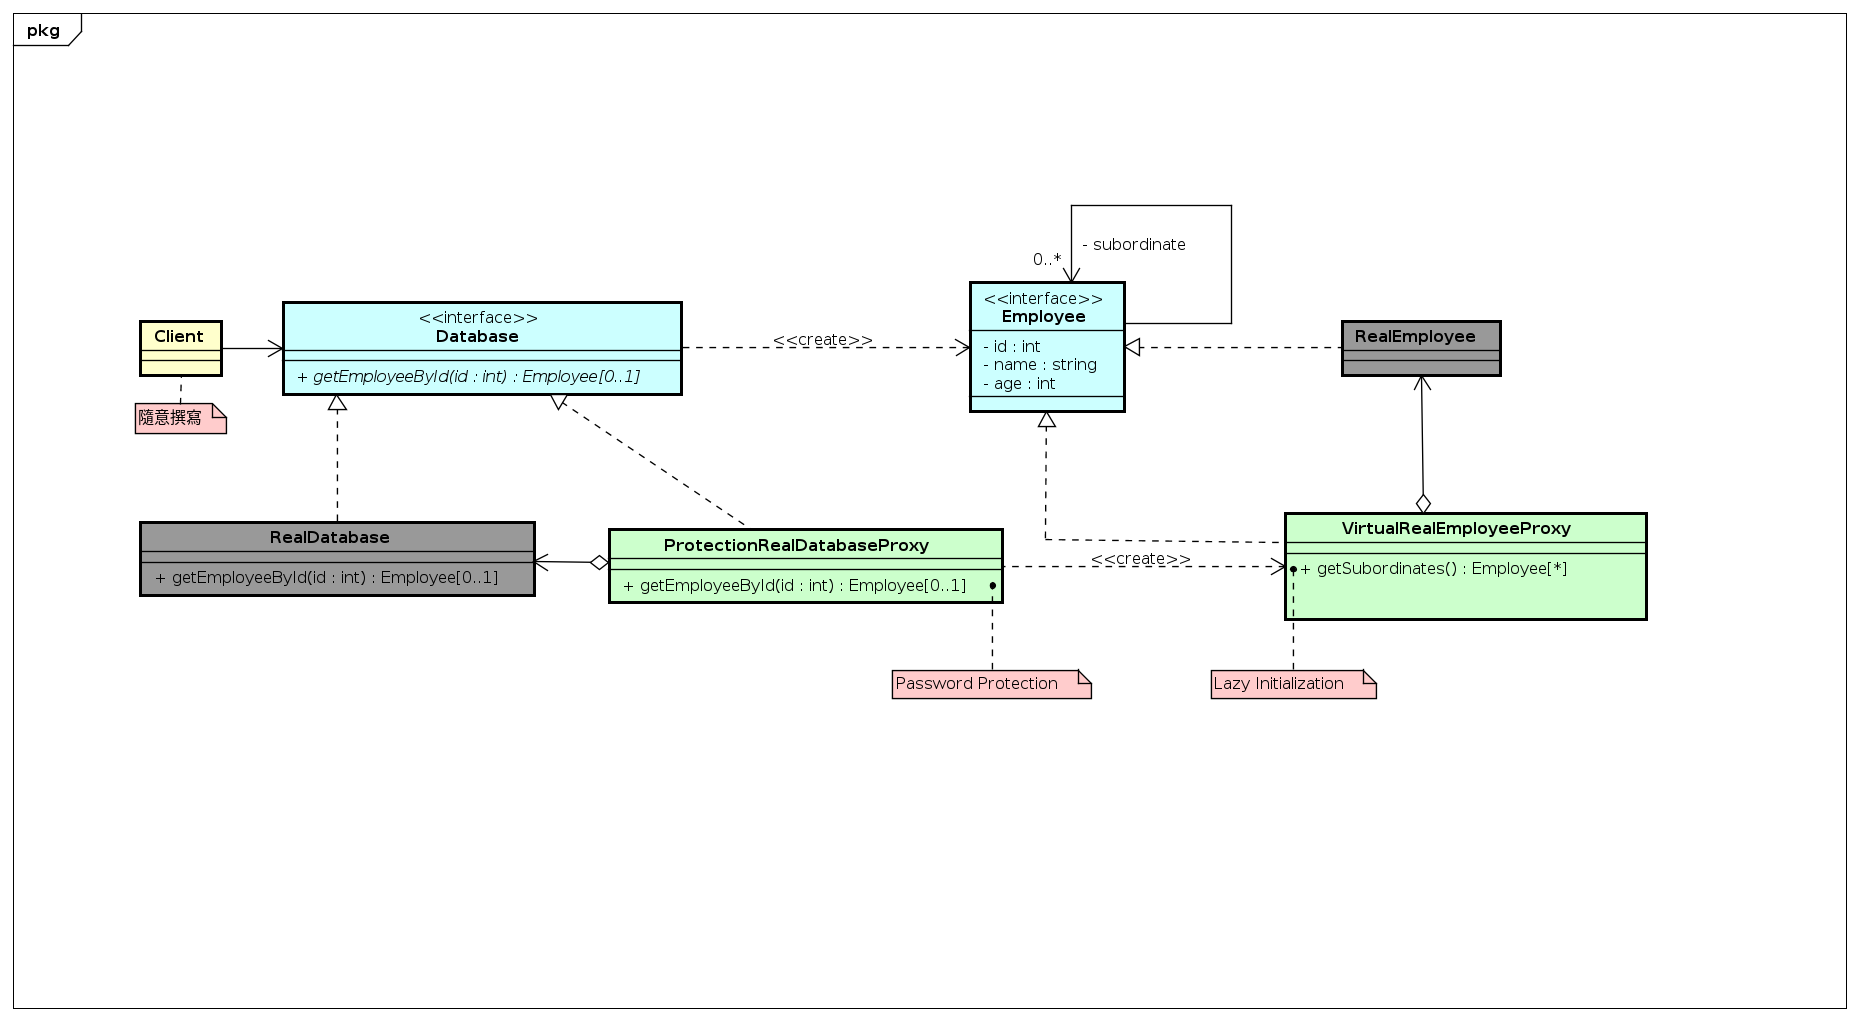 pkg
- subordinate
0..*
<<interface>>
Employee
- id : int
- name : string
- age : int
<<interface>>
Database
+ getEmployeeById(id : int) : Employee[0..1]
Client
<<create>>
RealEmployee
隨意撰寫
RealDatabase
+ getEmployeeById(id : int) : Employee[0..1]
ProtectionRealDatabaseProxy
+ getEmployeeById(id : int) : Employee[0..1]
<<create>>
VirtualRealEmployeeProxy
+ getSubordinates() : Employee[*]
Password Protection
Lazy Initialization